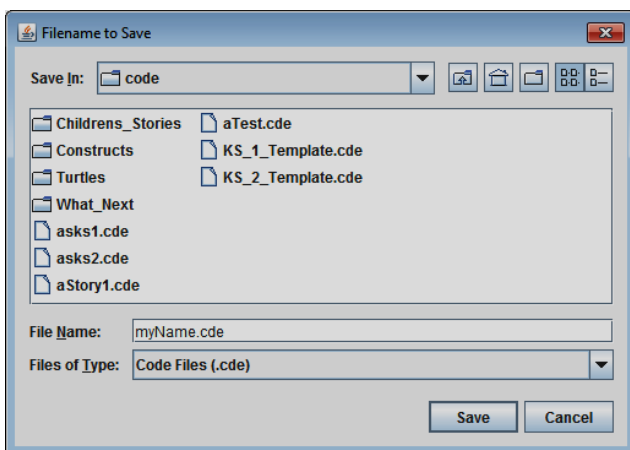 Filename to Save
Save In: code
Childrens_Stories aTest.cde
Constructs KS_1_Template.cde
Turtles KS_2_Template.cde
What_Next
asks1.cde
asks2.cde
aStory1.cde
File Name: myName.cde
Files of Type: Code Files (.cde)
Save Cancel